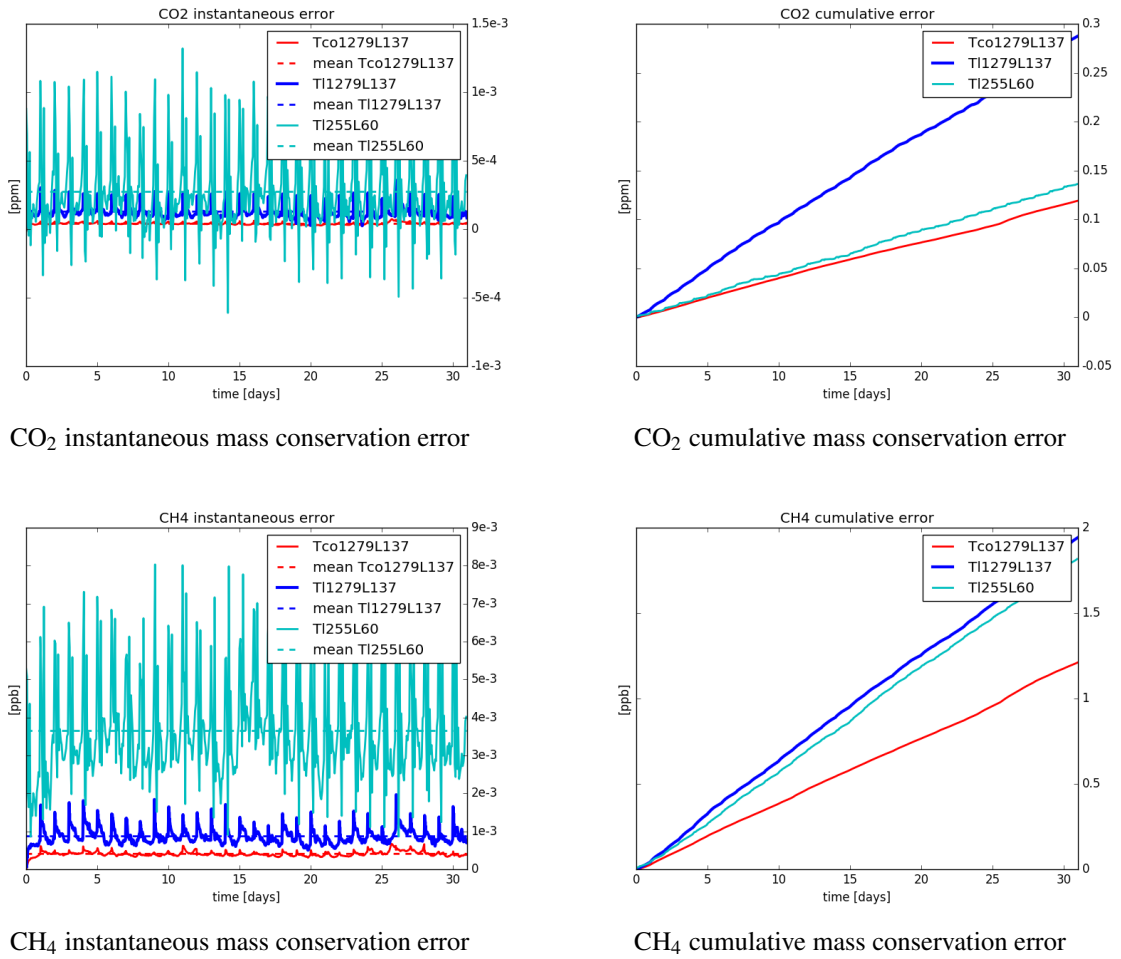 CO2 instantaneous error
1.5e-3
1e-3
5e-4
0
-5e-4
-1e-3
[ppm]
Tco1279L137
mean Tco1279L137
Tl1279L137
mean Tl1279L137
Tl255L60
mean Tl255L60
0 5 10 15 20 25 30
time [days]
CO₂ instantaneous mass conservation error
CO2 cumulative error
0.3
0.25
0.2
0.15
0.1
0.05
0
-0.05
[ppm]
Tco1279L137
Tl1279L137
Tl255L60
0 5 10 15 20 25 30
time [days]
CO₂ cumulative mass conservation error
CH4 instantaneous error
9e-3
8e-3
7e-3
6e-3
5e-3
4e-3
3e-3
2e-3
1e-3
0
[ppb]
Tco1279L137
mean Tco1279L137
Tl1279L137
mean Tl1279L137
Tl255L60
mean Tl255L60
0 5 10 15 20 25 30
time [days]
CH₄ instantaneous mass conservation error
CH4 cumulative error
2
1.5
1
0.5
0
[ppb]
Tco1279L137
Tl1279L137
Tl255L60
0 5 10 15 20 25 30
time [days]
CH₄ cumulative mass conservation error